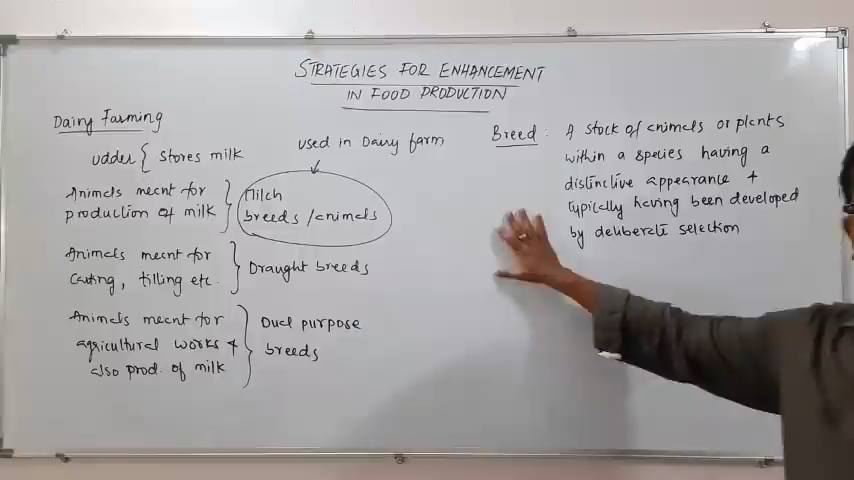 STRATEGIES FOR ENHANCEMENT
IN FOOD PRODUCTION
Dairy Farming
udder { stores milk
used in Dairy farm
Animals meant for
production of milk
Milch
breeds / animals
Animals meant for
Carting, tilling etc.
Draught breeds
Animals meant for
agricultural works +
also prod. of milk
Dual purpose
breeds
Breed : A stock of animals or plants
within a species having a
distinctive appearance +
typically having been developed
by deliberate selection